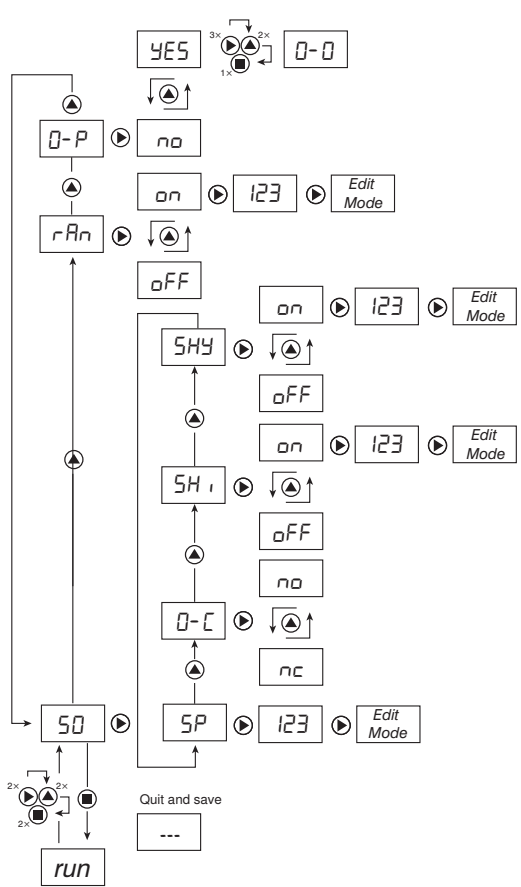 YES 3× 2× 1× 0-0
0-P no
on 123 Edit Mode
rAn
oFF
on 123 Edit Mode
SHY
oFF
on 123 Edit Mode
SHi
oFF
no
0-C
nc
S0 SP 123 Edit Mode
2× 2× 2×
Quit and save
---
run